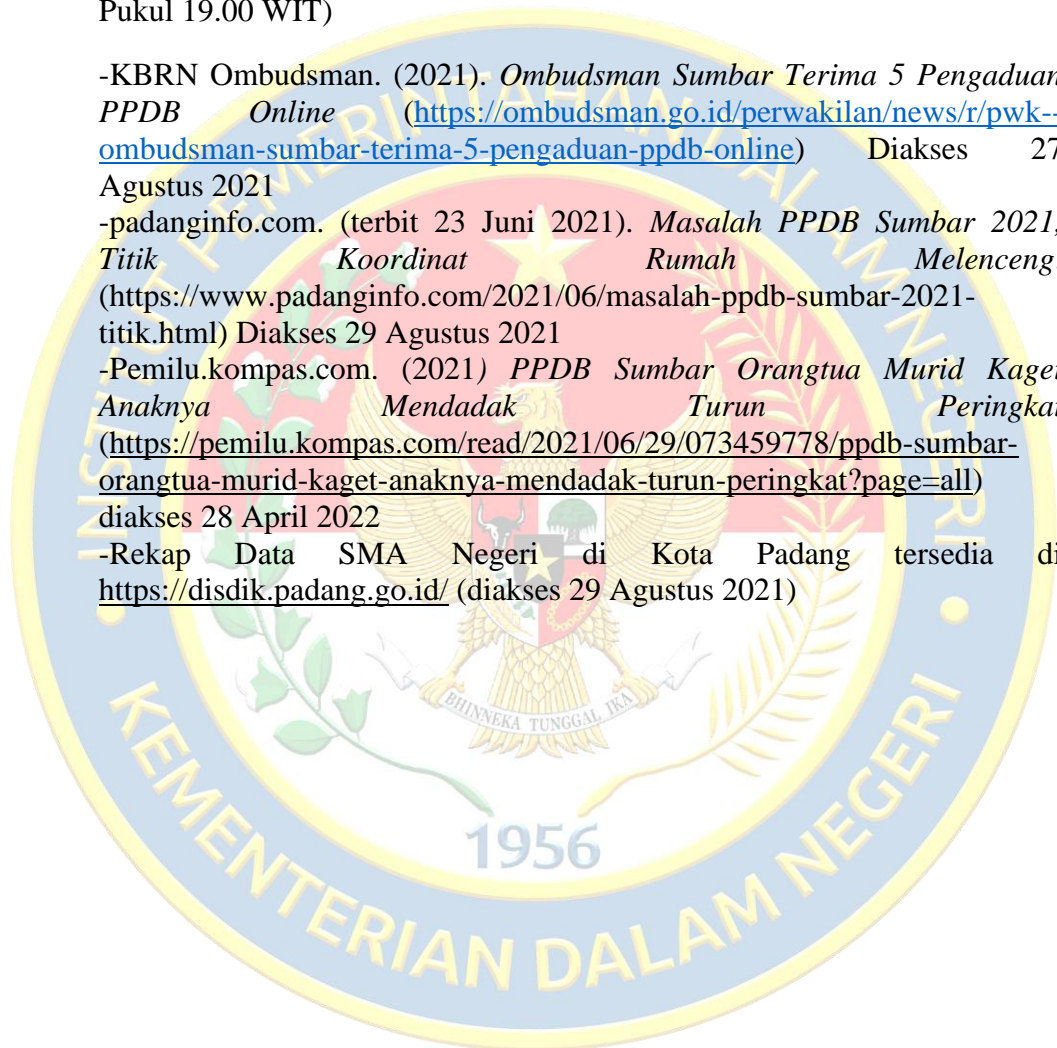 Pukul 19.00 WIT)
-KBRN Ombudsman. (2021). Ombudsman Sumbar Terima 5 Pengaduan
PPDB Online (https://ombudsman.go.id/perwakilan/news/r/pwk--
ombudsman-sumbar-terima-5-pengaduan-ppdb-online) Diakses 27
Agustus 2021
-padanginfo.com. (terbit 23 Juni 2021). Masalah PPDB Sumbar 2021,
Titik Koordinat Rumah Melenceng.
(https://www.padanginfo.com/2021/06/masalah-ppdb-sumbar-2021-
titik.html) Diakses 29 Agustus 2021
-Pemilu.kompas.com. (2021) PPDB Sumbar Orangtua Murid Kaget
Anaknya Mendadak Turun Peringkat
(https://pemilu.kompas.com/read/2021/06/29/073459778/ppdb-sumbar-
orangtua-murid-kaget-anaknya-mendadak-turun-peringkat?page=all)
diakses 28 April 2022
-Rekap Data SMA Negeri di Kota Padang tersedia di
https://disdik.padang.go.id/ (diakses 29 Agustus 2021)
INSTITUT PEMERINTAHAN DALAM NEGERI
BHINNEKA TUNGGAL IKA
1956
KEMENTERIAN DALAM NEGERI